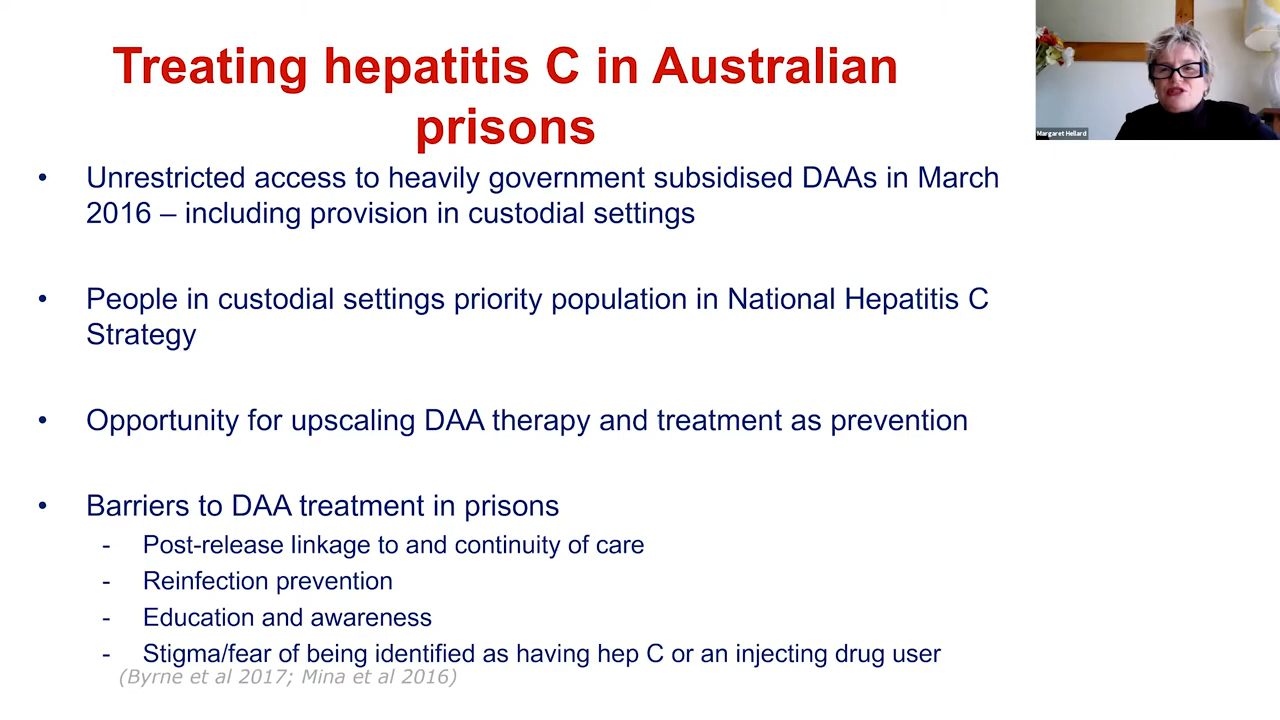 Treating hepatitis C in Australian
prisons
• Unrestricted access to heavily government subsidised DAAs in March
2016 – including provision in custodial settings
• People in custodial settings priority population in National Hepatitis C
Strategy
• Opportunity for upscaling DAA therapy and treatment as prevention
• Barriers to DAA treatment in prisons
- Post-release linkage to and continuity of care
- Reinfection prevention
- Education and awareness
- Stigma/fear of being identified as having hep C or an injecting drug user
(Byrne et al 2017; Mina et al 2016)
Margaret Hellard